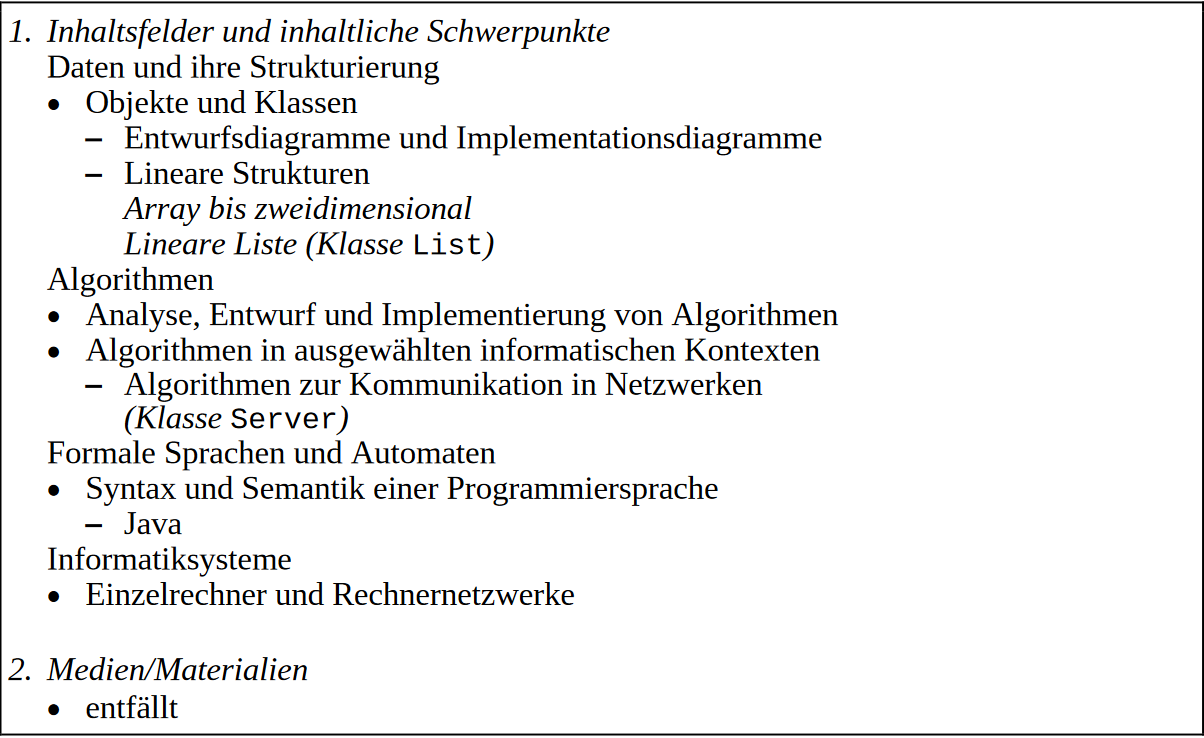 1. Inhaltsfelder und inhaltliche Schwerpunkte
Daten und ihre Strukturierung
• Objekte und Klassen
– Entwurfsdiagramme und Implementationsdiagramme
– Lineare Strukturen
Array bis zweidimensional
Lineare Liste (Klasse List)
Algorithmen
• Analyse, Entwurf und Implementierung von Algorithmen
• Algorithmen in ausgewählten informatischen Kontexten
– Algorithmen zur Kommunikation in Netzwerken
(Klasse Server)
Formale Sprachen und Automaten
• Syntax und Semantik einer Programmiersprache
– Java
Informatiksysteme
• Einzelrechner und Rechnernetzwerke
2. Medien/Materialien
• entfällt